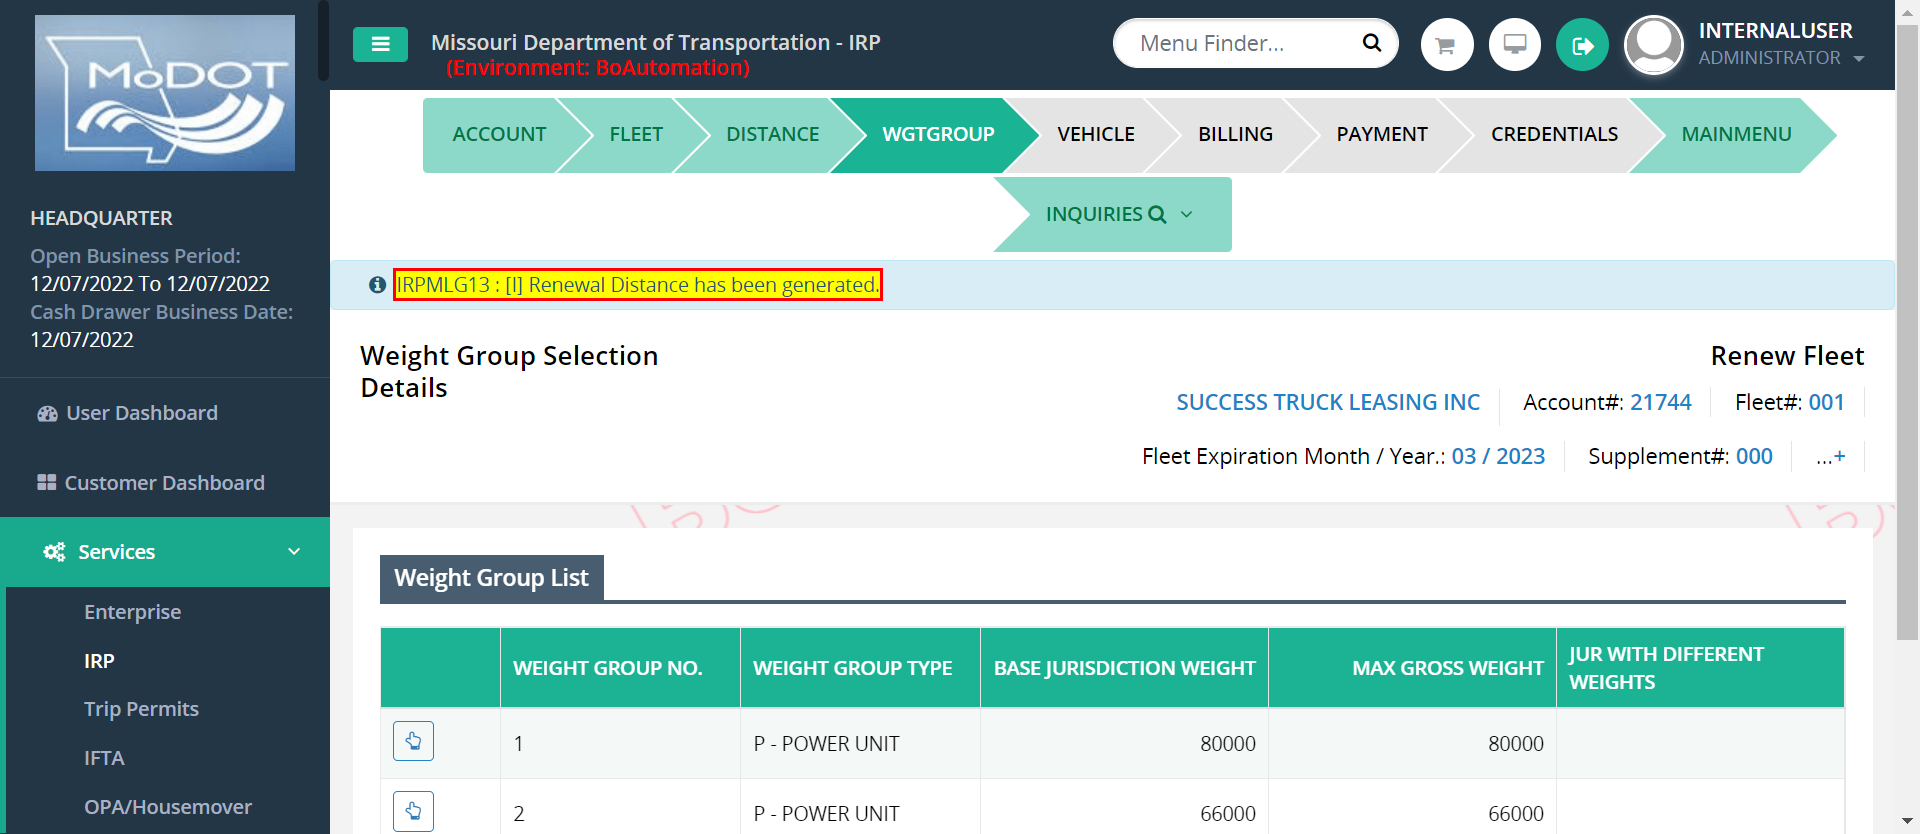 MoDOT
HEADQUARTER
Open Business Period:
12/07/2022 To 12/07/2022
Cash Drawer Business Date:
12/07/2022
User Dashboard
Customer Dashboard
Services
Enterprise
IRP
Trip Permits
IFTA
OPA/Housemover
Missouri Department of Transportation - IRP
(Environment: BoAutomation)
Menu Finder...
INTERNALUSER
ADMINISTRATOR
ACCOUNT FLEET DISTANCE WGTGROUP VEHICLE BILLING PAYMENT CREDENTIALS MAINMENU
INQUIRIES
IRPMLG13 : [I] Renewal Distance has been generated.
Weight Group Selection
Details
Renew Fleet
SUCCESS TRUCK LEASING INC Account#: 21744 Fleet#: 001
Fleet Expiration Month / Year.: 03 / 2023 Supplement#: 000 ...+
Weight Group List
WEIGHT GROUP NO. WEIGHT GROUP TYPE BASE JURISDICTION WEIGHT MAX GROSS WEIGHT JUR WITH DIFFERENT
WEIGHTS
1 P - POWER UNIT 80000 80000
2 P - POWER UNIT 66000 66000